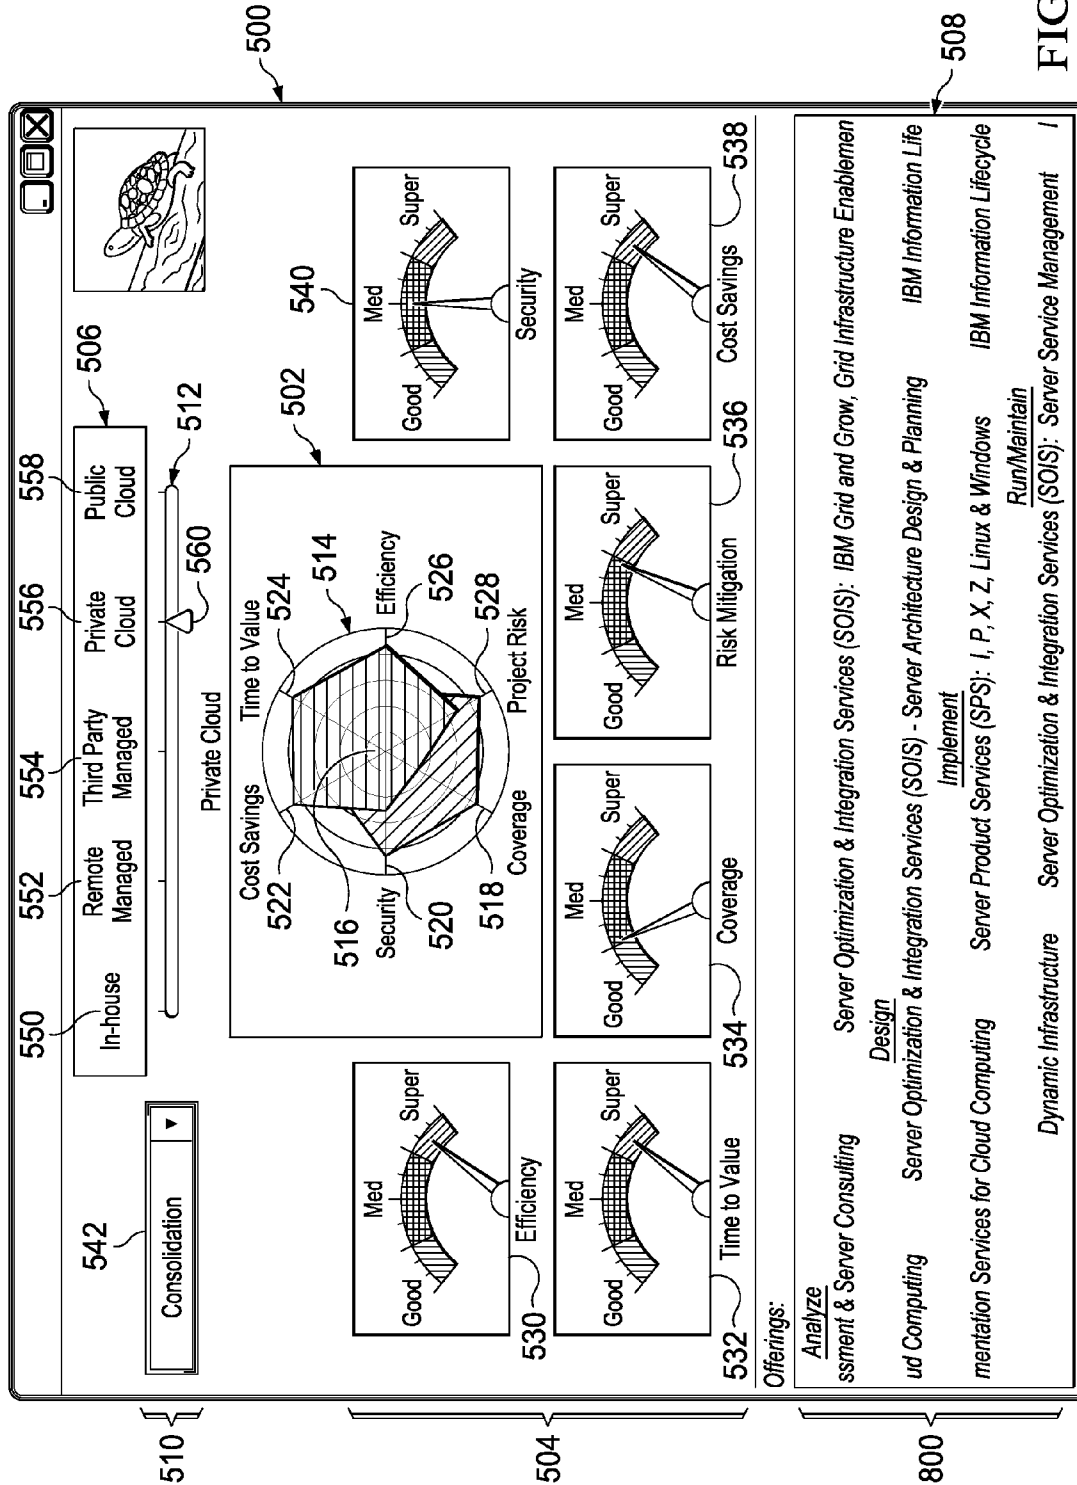 500
542
Consolidation
550
552
554
556
558
506
In-house
Remote
Managed
Third Party
Managed
Private
Cloud
Public
Cloud
512
560
510
Private Cloud
502
Cost Savings
Time to Value
522
524
516
514
Security
Efficiency
520
526
518
528
Coverage
Project Risk
Good
Med
Super
Efficiency
530
Good
Med
Super
Security
540
504
Good
Med
Super
Time to Value
532
Good
Med
Super
Coverage
534
Good
Med
Super
Risk Mitigation
536
Good
Med
Super
Cost Savings
538
Offerings:
508
800
Analyze
ssment & Server Consulting Server Optimization & Integration Services (SOIS): IBM Grid and Grow, Grid Infrastructure Enablemen
Design
ud Computing Server Optimization & Integration Services (SOIS) - Server Architecture Design & Planning IBM Information Life
Implement
mentation Services for Cloud Computing Server Product Services (SPS): I, P, X, Z, Linux & Windows IBM Information Lifecycle
Run/Maintain
Dynamic Infrastructure Server Optimization & Integration Services (SOIS): Server Service Management I
FIG